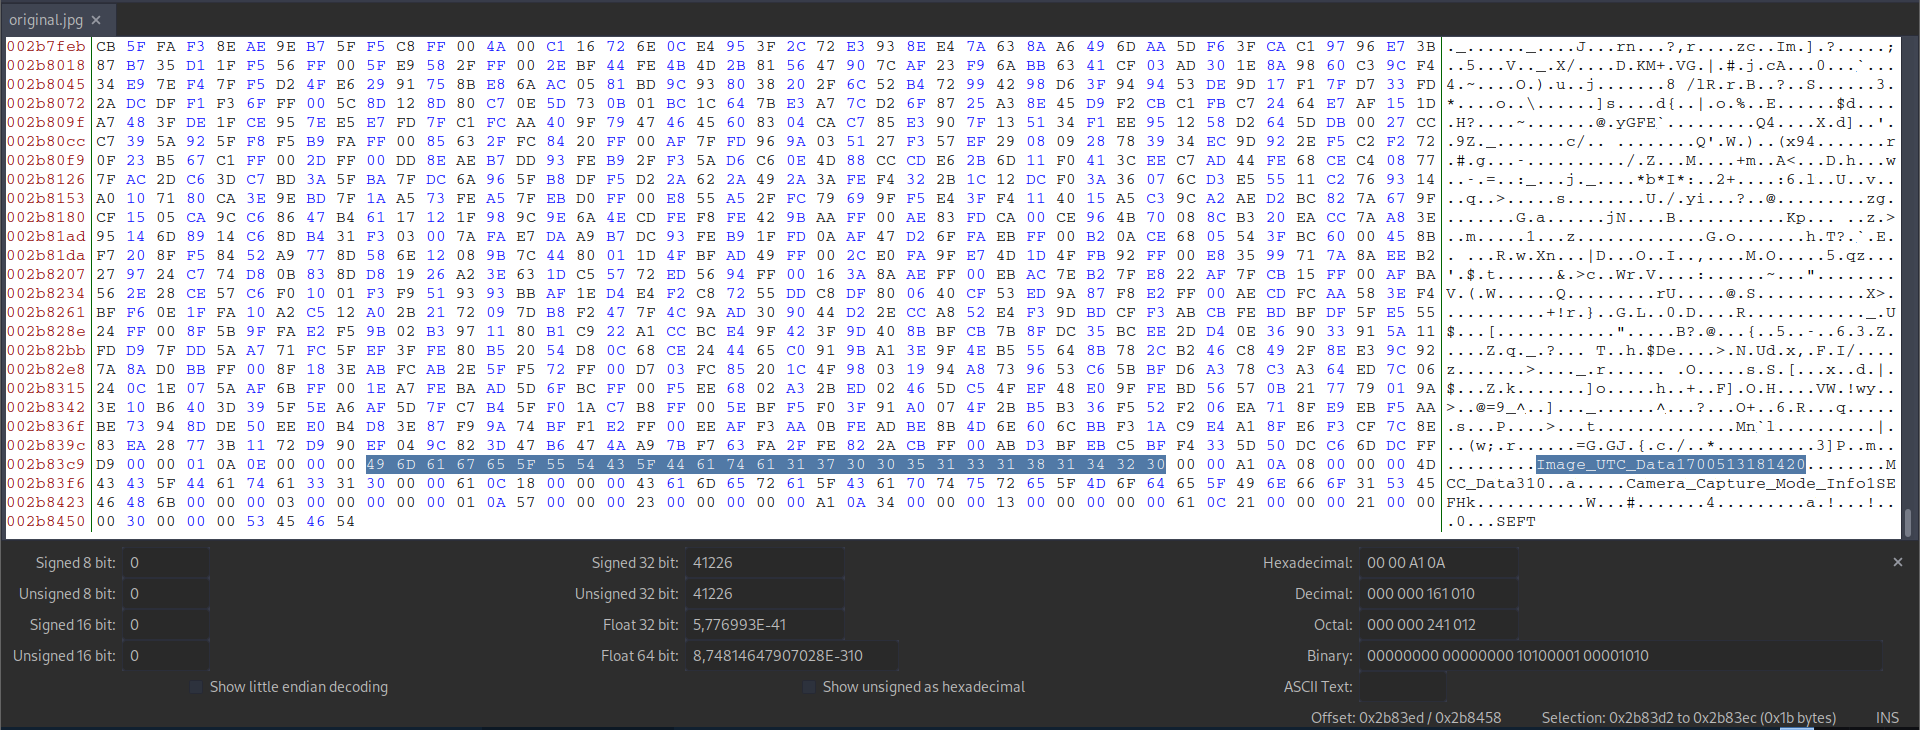 original.jpg ×
002b7feb CB 5F FA F3 8E AE 9E B7 5F F5 C8 FF 00 4A 00 C1 16 72 6E 0C E4 95 3F 2C 72 E3 93 8E E4 7A 63 8A A6 49 6D AA 5D F6 3F CA C1 97 96 E7 3B ._......_....J...rn...?,r....zc..Im.].?.....;
002b8018 87 B7 35 D1 1F F5 56 FF 00 5F E9 58 2F FF 00 2E BF 44 FE 4B 4D 2B 81 56 47 90 7C AF 23 F9 6A BB 63 41 CF 03 AD 30 1E 8A 98 60 C3 9C F4 ..5...V.._.X/....D.KM+.VG.|.#.j.cA...0...`...
002b8045 34 E9 7E F4 7F F5 D2 4F E6 29 91 75 8B E8 6A AC 05 81 BD 9C 93 80 38 20 2F 6C 52 B4 72 99 42 98 D6 3F 94 94 53 DE 9D 17 F1 7F D7 33 FD 4.~....O.).u..j.......8 /lR.r.B..?..S......3.
002b8072 2A DC DF F1 F3 6F FF 00 5C 8D 12 8D 80 C7 0E 5D 73 0B 01 BC 1C 64 7B E3 A7 7C D2 6F 87 25 A3 8E 45 D9 F2 CB C1 FB C7 24 64 E7 AF 15 1D
002b809f A7 48 3F DE 1F CE 95 7E E5 E7 FD 7F C1 FC AA 40 9F 79 47 46 45 60 83 04 CA C7 85 E3 90 7F 13 51 34 F1 EE 95 12 58 D2 64 5D DB 00 27 CC .H?....~........@.yGFE`.........Q4....X.d]..'.
002b80cc C7 39 5A 92 5F F8 F5 B9 FA FF 00 85 63 2F FC 84 20 FF 00 AF 7F FD 96 9A 03 51 27 F3 57 EF 29 08 09 28 78 39 34 EC 9D 92 2E F5 C2 F2 72
002b80f9 0F 23 B5 67 C1 FF 00 2D FF 00 DD 8E AE B7 DD 93 FE B9 2F F3 5A D6 C6 0E 4D 88 CC CD E6 2B 6D 11 F0 41 3C EE C7 AD 44 FE 68 CE C4 08 77 .#.g...-........../.Z...M....+m..A<...D.h...w
002b8126 7F AC 2D C6 3D C7 BD 3A 5F BA 7F DC 6A 96 5F B8 DF F5 D2 2A 62 2A 49 2A 3A FE F4 32 2B 1C 12 DC F0 3A 36 07 6C D3 E5 55 11 C2 76 93 14 ..-.=..:_...j._....*b*I*:..2+....:6.l..U..v..
002b8153 A0 10 71 80 CA 3E 9E BD 7F 1A A5 73 FE A5 7F EB D0 FF 00 E8 55 A5 2F FC 79 69 9F F5 E4 3F F4 11 40 15 A5 C3 9C A2 AE D2 BC 82 7A 67 9F ..q..>.....s.........U./.yi...?..@........zg.
002b8180 CF 15 05 CA 9C C6 86 47 B4 61 17 12 1F 98 9C 9E 6A 4E CD FE F8 FE 42 9B AA FF 00 AE 83 FD CA 00 CE 96 4B 70 08 8C B3 20 EA CC 7A A8 3E
002b81ad 95 14 6D 89 14 C6 8D B4 31 F3 03 00 7A FA E7 DA A9 B7 DC 93 FE B9 1F FD 0A AF 47 D2 6F FA EB FF 00 B2 0A CE 68 05 54 3F BC 60 00 45 8B ..m.....1...z............G.o.......h.T?.`.E.
002b81da F7 20 8F F5 84 52 A9 77 8D 58 6E 12 08 9B 7C 44 80 01 1D 4F BF AD 49 FF 00 2C E0 FA 9F E7 4D 1D 4F FB 92 FF 00 E8 35 99 71 7A 8A EE B2
002b8207 27 97 24 C7 74 D8 0B 83 8D D8 19 26 A2 3E 63 1D C5 57 72 ED 56 94 FF 00 16 3A 8A AE FF 00 EB AC 7E B2 7F E8 22 AF 7F CB 15 FF 00 AF BA
002b8234 56 2E 28 CE 57 C6 F0 10 01 F3 F9 51 93 93 BB AF 1E D4 E4 F2 C8 72 55 DD C8 DF 80 06 40 CF 53 ED 9A 87 F8 E2 FF 00 AE CD FC AA 58 3E F4
002b8261 BF F6 0E 1F FA 10 A2 C5 12 A0 2B 21 72 09 7D B8 F2 47 7F 4C 9A AD 30 90 44 D2 2E CC A8 52 E4 F3 9D BD CF F3 AB CB FE BD BF DF 5F E5 55
002b828e 24 FF 00 8F 5B 9F FA E2 F5 9B 02 B3 97 11 80 B1 C9 22 A1 CC BC E4 9F 42 3F 9D 40 8B BF CB 7B 8F DC 35 BC EE 2D D4 0E 36 90 33 91 5A 11
002b82bb FD D9 7F DD 5A A7 71 FC 5F EF 3F FE 80 B5 20 54 D8 0C 68 CE 24 44 65 C0 91 9B A1 3E 9F 4E B5 55 64 8B 78 2C B2 46 C8 49 2F 8E E3 9C 92
002b82e8 7A 8A D0 BB FF 00 8F 18 3E AB FC AB 2E 5F F5 72 FF 00 D7 03 FC 85 20 1C 4F 98 03 19 94 A8 73 96 53 C6 5B BF D6 A3 78 C3 A3 64 ED 7C 06
002b8315 24 0C 1E 07 5A AF 6B FF 00 1E A7 FE BA AD 5D 6F BC FF 00 F5 EE 68 02 A3 2B ED 02 46 5D C5 4F EF 48 E0 9F FE BD 56 57 0B 21 77 79 01 9A
002b8342 3E 10 B6 40 3D 39 5F 5E A6 AF 5D 7F C7 B4 5F F0 1A C7 B8 FF 00 5E BF F5 F0 3F 91 A0 07 4F 2B B5 B3 36 F5 52 F2 06 EA 71 8F E9 EB F5 AA >..@=9_^..]..._......^...?...O+..6.R...q.....
002b836f BE 73 94 8D DE 50 EE E0 B4 D8 3E 87 F9 9A 74 BF F1 E2 FF 00 EE AF F3 AA 0B FE AD BE 8B 4D 6E 60 6C BB F3 1A C9 E4 A1 8F E6 F3 CF 7C 8E
002b839c 83 EA 28 77 3B 11 72 D9 90 EF 04 9C 82 3D 47 B6 47 4A A9 7B F7 63 FA 2F FE 82 2A CB FF 00 AB D3 BF EB C5 BF F4 33 5D 50 DC C6 6D DC FF ..(w;.r......=G.GJ.{.c./..*.........3]P..m..
002b83c9 D9 00 00 01 0A 0E 00 00 00 49 6D 61 67 65 5F 55 54 43 5F 44 61 74 61 31 37 30 30 35 31 33 31 38 31 34 32 30 00 00 A1 0A 08 00 00 00 4D .........Image_UTC_Data1700513181420........M
002b83f6 43 43 5F 44 61 74 61 33 31 30 00 00 61 0C 18 00 00 00 43 61 6D 65 72 61 5F 43 61 70 74 75 72 65 5F 4D 6F 64 65 5F 49 6E 66 6F 31 53 45 CC_Data310..a.....Camera_Capture_Mode_Info1SE
002b8423 46 48 6B 00 00 00 03 00 00 00 00 00 01 0A 57 00 00 00 23 00 00 00 00 00 A1 0A 34 00 00 00 13 00 00 00 00 00 61 0C 21 00 00 00 21 00 00 FHk...........W...#.......4.........a.!...!..
002b8450 00 30 00 00 00 53 45 46 54 .0...SEFT
Signed 8 bit: 0 Signed 32 bit: 41226 Hexadecimal: 00 00 A1 0A ×
Unsigned 8 bit: 0 Unsigned 32 bit: 41226 Decimal: 000 000 161 010
Signed 16 bit: 0 Float 32 bit: 5,776993E-41 Octal: 000 000 241 012
Unsigned 16 bit: 0 Float 64 bit: 8,74814647907028E-310 Binary: 00000000 00000000 10100001 00001010
Show little endian decoding Show unsigned as hexadecimal ASCII Text:
Offset: 0x2b83ed / 0x2b8458 Selection: 0x2b83d2 to 0x2b83ec (0x1b bytes) INS